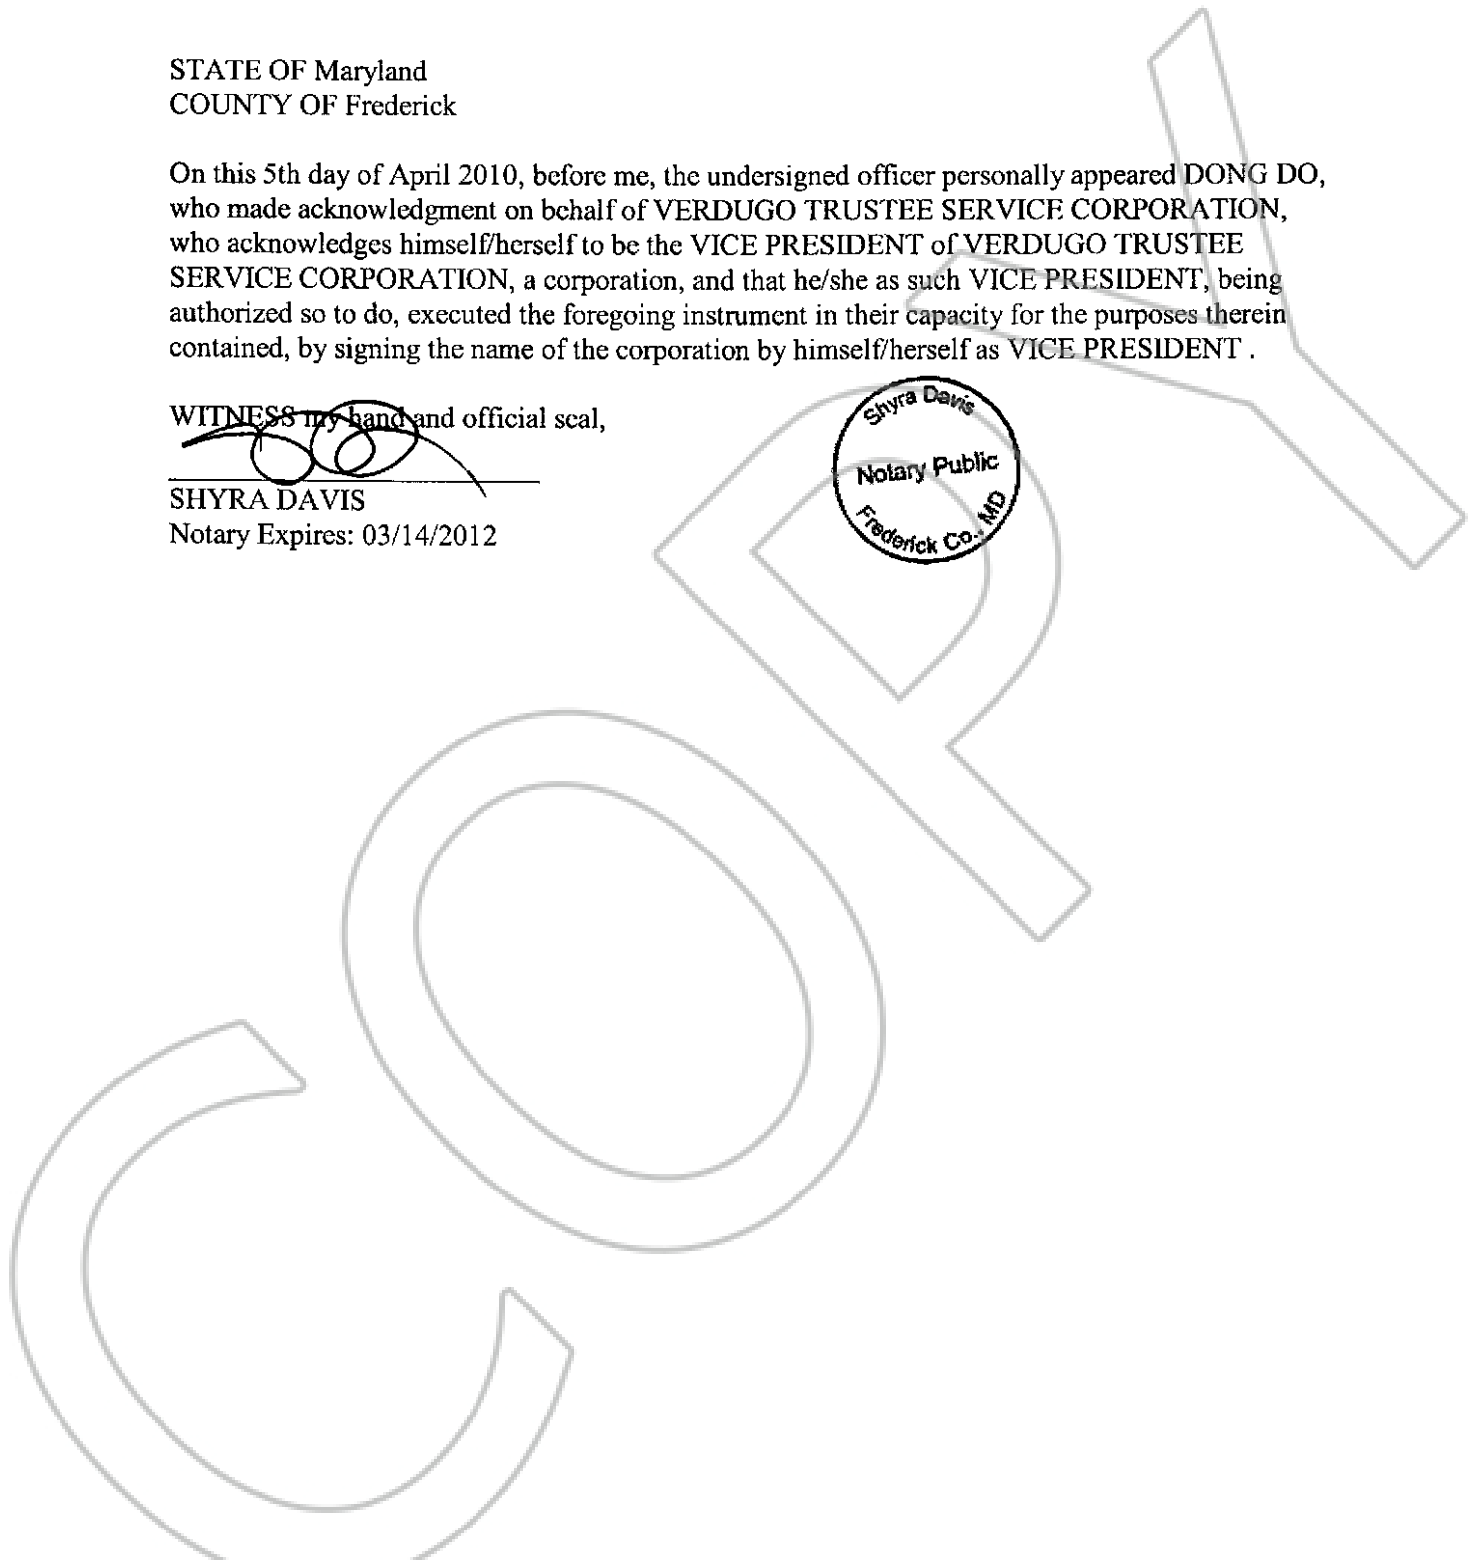 STATE OF Maryland
COUNTY OF Frederick
On this 5th day of April 2010, before me, the undersigned officer personally appeared DONG DO,
who made acknowledgment on behalf of VERDUGO TRUSTEE SERVICE CORPORATION,
who acknowledges himself/herself to be the VICE PRESIDENT of VERDUGO TRUSTEE
SERVICE CORPORATION, a corporation, and that he/she as such VICE PRESIDENT, being
authorized so to do, executed the foregoing instrument in their capacity for the purposes therein
contained, by signing the name of the corporation by himself/herself as VICE PRESIDENT .
WITNESS my hand and official seal,
SHYRA DAVIS
Notary Expires: 03/14/2012
Shyra Davis
Notary Public
Frederick Co., MD
COPY